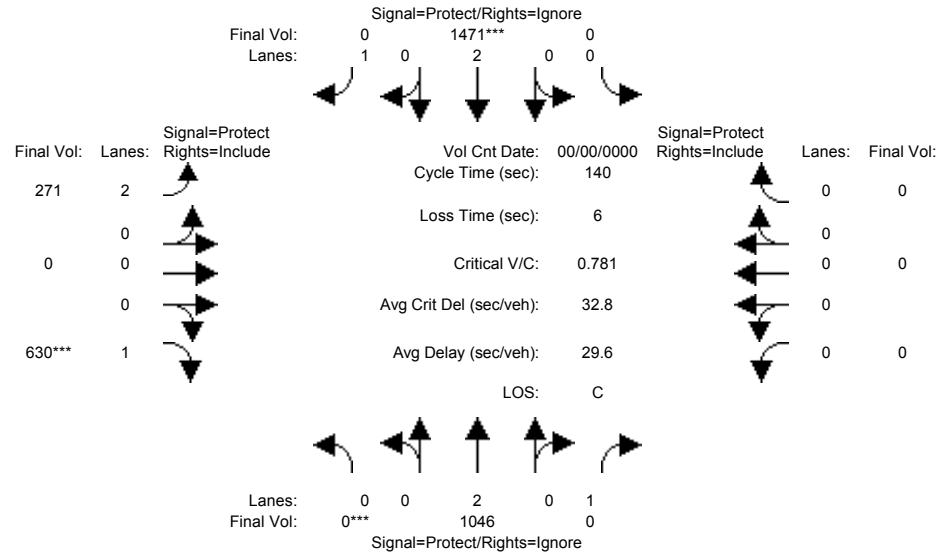 Signal=Protect/Rights=Ignore
Final Vol: 0 1471*** 0
Lanes: 1 0 2 0 0
Signal=Protect Signal=Protect
Final Vol: Lanes: Rights=Include Vol Cnt Date: 00/00/0000 Rights=Include Lanes: Final Vol:
Cycle Time (sec): 140
271 2 0 0
Loss Time (sec): 6
0 0
0 0 Critical V/C: 0.781 0 0
0 Avg Crit Del (sec/veh): 32.8 0
630*** 1 Avg Delay (sec/veh): 29.6 0 0
LOS: C
Lanes: 0 0 2 0 1
Final Vol: 0*** 1046 0
Signal=Protect/Rights=Ignore